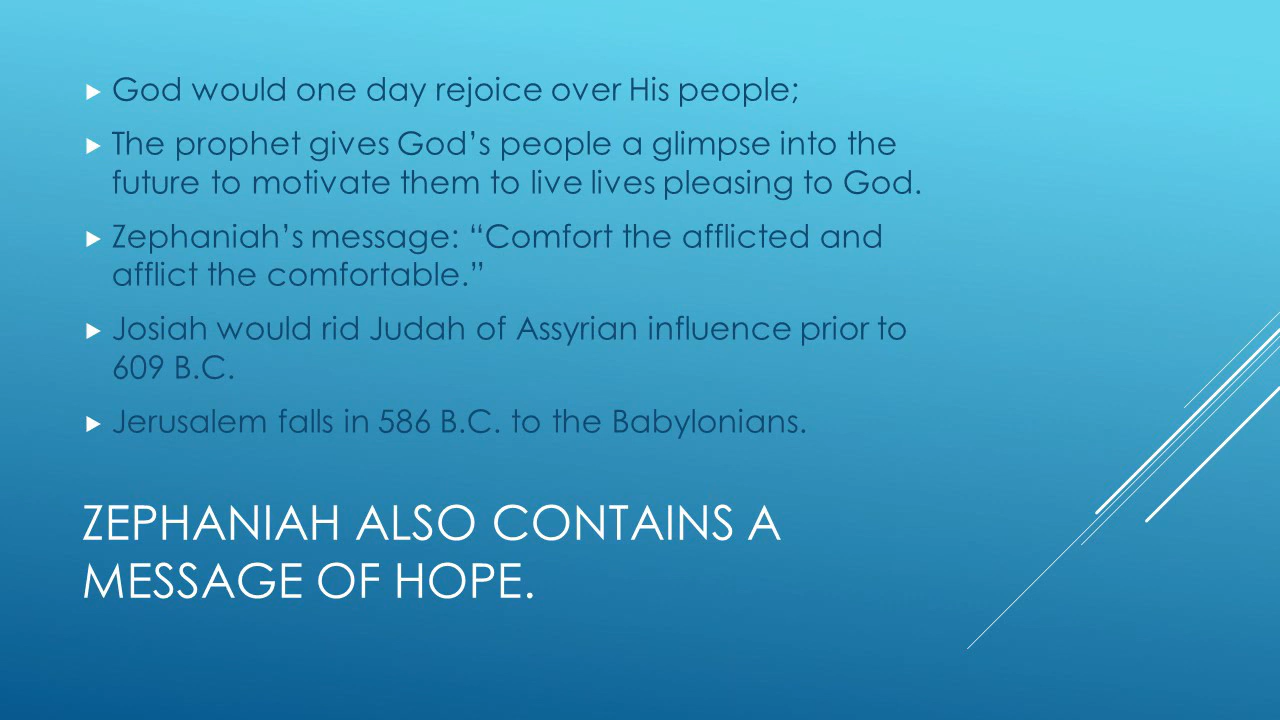 God would one day rejoice over His people;
The prophet gives God’s people a glimpse into the
future to motivate them to live lives pleasing to God.
Zephaniah’s message: “Comfort the afflicted and
afflict the comfortable.”
Josiah would rid Judah of Assyrian influence prior to
609 B.C.
Jerusalem falls in 586 B.C. to the Babylonians.
ZEPHANIAH ALSO CONTAINS A
MESSAGE OF HOPE.